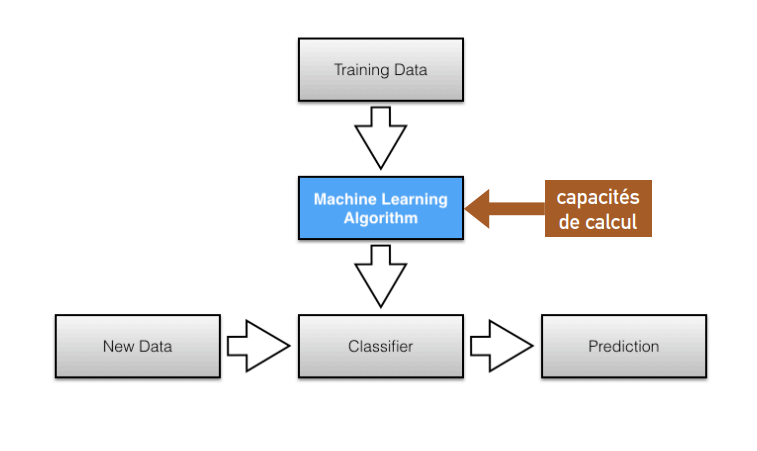 Training Data
Machine Learning
Algorithm
capacités
de calcul
New Data
Classifier
Prediction